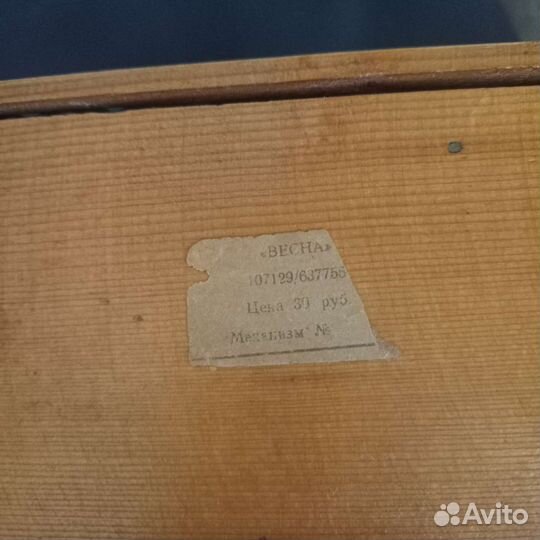 «ВЕСНА»
107129/637755
Цена 30 руб
Механизм №
Avito